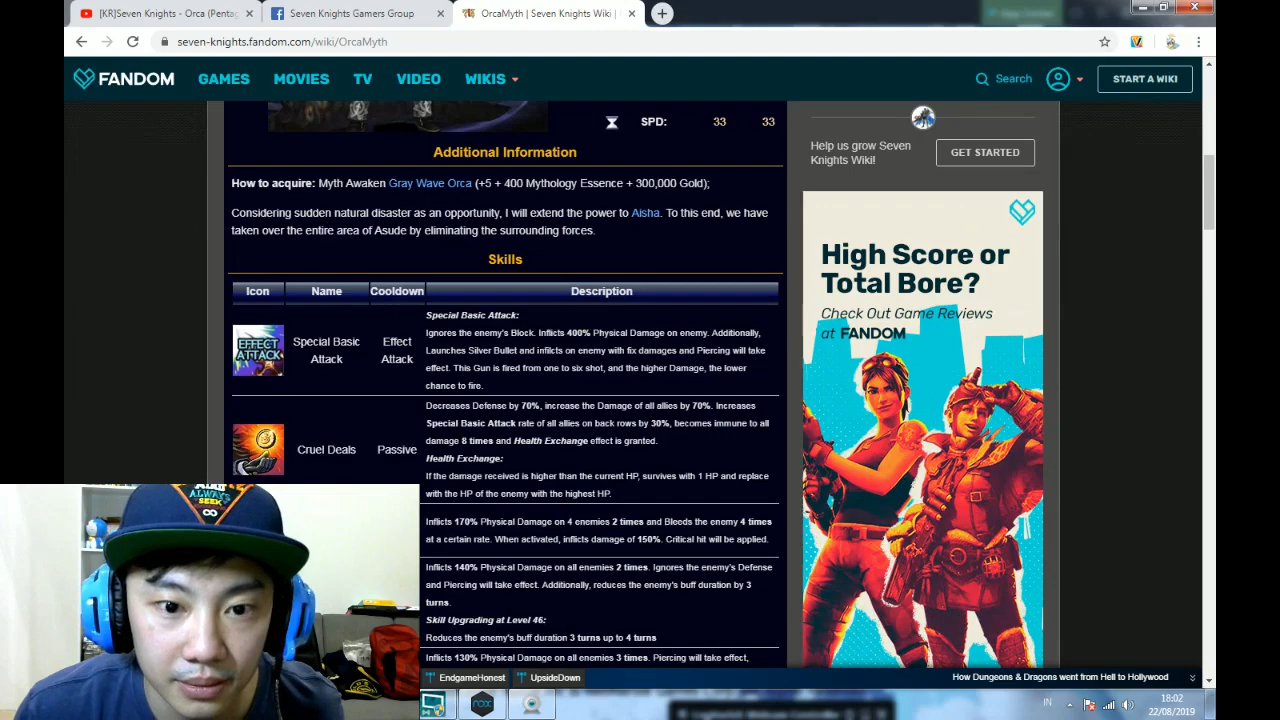 [KR]Seven Knights - Orca (Pentag
Seven Knights Gamers Group
OrcaMyth | Seven Knights Wiki |
seven-knights.fandom.com/wiki/OrcaMyth
FANDOM
GAMES
MOVIES
TV
VIDEO
WIKIS
Search
START A WIKI
SPD:
33
33
Additional Information
How to acquire: Myth Awaken Gray Wave Orca (+5 + 400 Mythology Essence + 300,000 Gold);
Considering sudden natural disaster as an opportunity, I will extend the power to Aisha. To this end, we have
taken over the entire area of Asude by eliminating the surrounding forces.
Skills
Icon
Name
Cooldown
Description
EFFECT
ATTACK
Special Basic
Attack
Effect
Attack
Special Basic Attack:
Ignores the enemy's Block. Inflicts 400% Physical Damage on enemy. Additionally,
Launches Silver Bullet and infilcts on enemy with fix damages and Piercing will take
effect. This Gun is fired from one to six shot, and the higher Damage, the lower
chance to fire.
Cruel Deals
Passive
Decreases Defense by 70%, increase the Damage of all allies by 70%. Increases
Special Basic Attack rate of all allies on back rows by 30%, becomes immune to all
damage 8 times and Health Exchange effect is granted.
Health Exchange:
If the damage received is higher than the current HP, survives with 1 HP and replace
with the HP of the enemy with the highest HP.
Inflicts 170% Physical Damage on 4 enemies 2 times and Bleeds the enemy 4 times
at a certain rate. When activated, inflicts damage of 150%. Critical hit will be applied.
Inflicts 140% Physical Damage on all enemies 2 times. Ignores the enemy's Defense
and Piercing will take effect. Additionally, reduces the enemy's buff duration by 3
turns.
Skill Upgrading at Level 46:
Reduces the enemy's buff duration 3 turns up to 4 turns
Inflicts 130% Physical Damage on all enemies 3 times. Piercing will take effect,
Help us grow Seven
Knights Wiki!
GET STARTED
High Score or
Total Bore?
Check Out Game Reviews
at FANDOM
ALWAYS
SEEK
EndgameHonest
UpsideDown
How Dungeons & Dragons went from Hell to Hollywood
nox
IN
18:02
22/08/2019